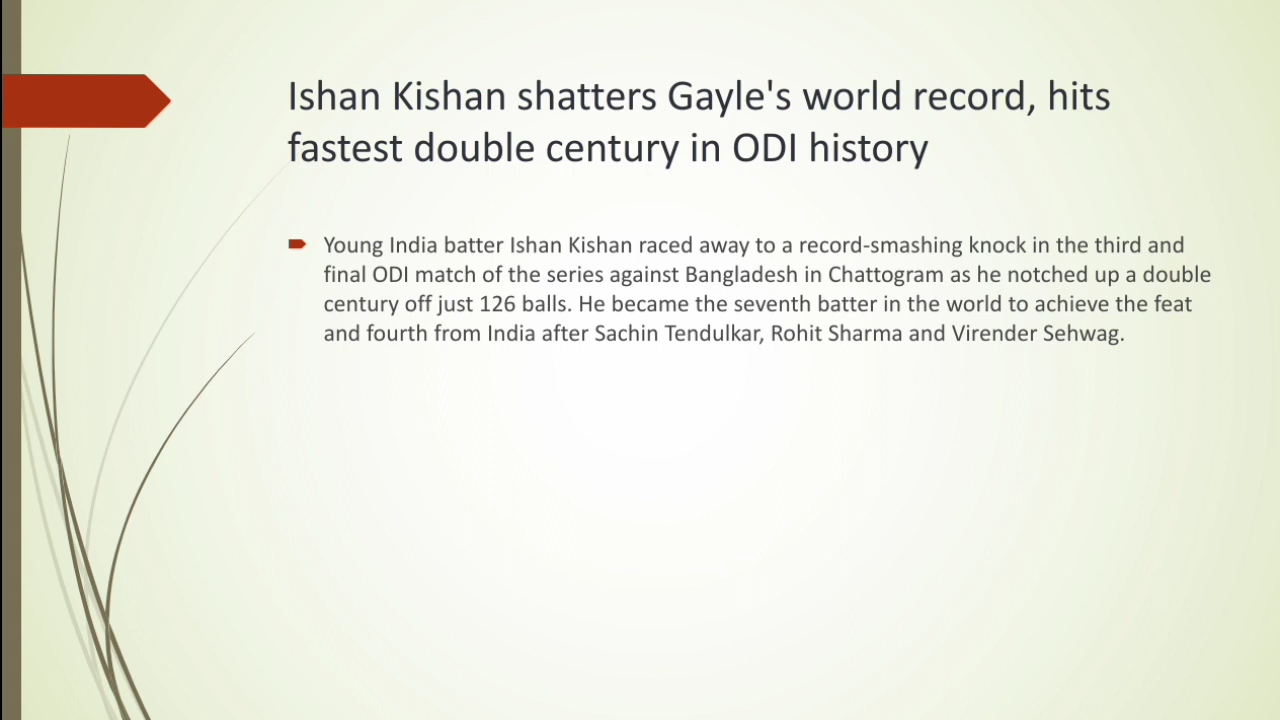 Ishan Kishan shatters Gayle's world record, hits
fastest double century in ODI history
Young India batter Ishan Kishan raced away to a record-smashing knock in the third and
final ODI match of the series against Bangladesh in Chattogram as he notched up a double
century off just 126 balls. He became the seventh batter in the world to achieve the feat
and fourth from India after Sachin Tendulkar, Rohit Sharma and Virender Sehwag.